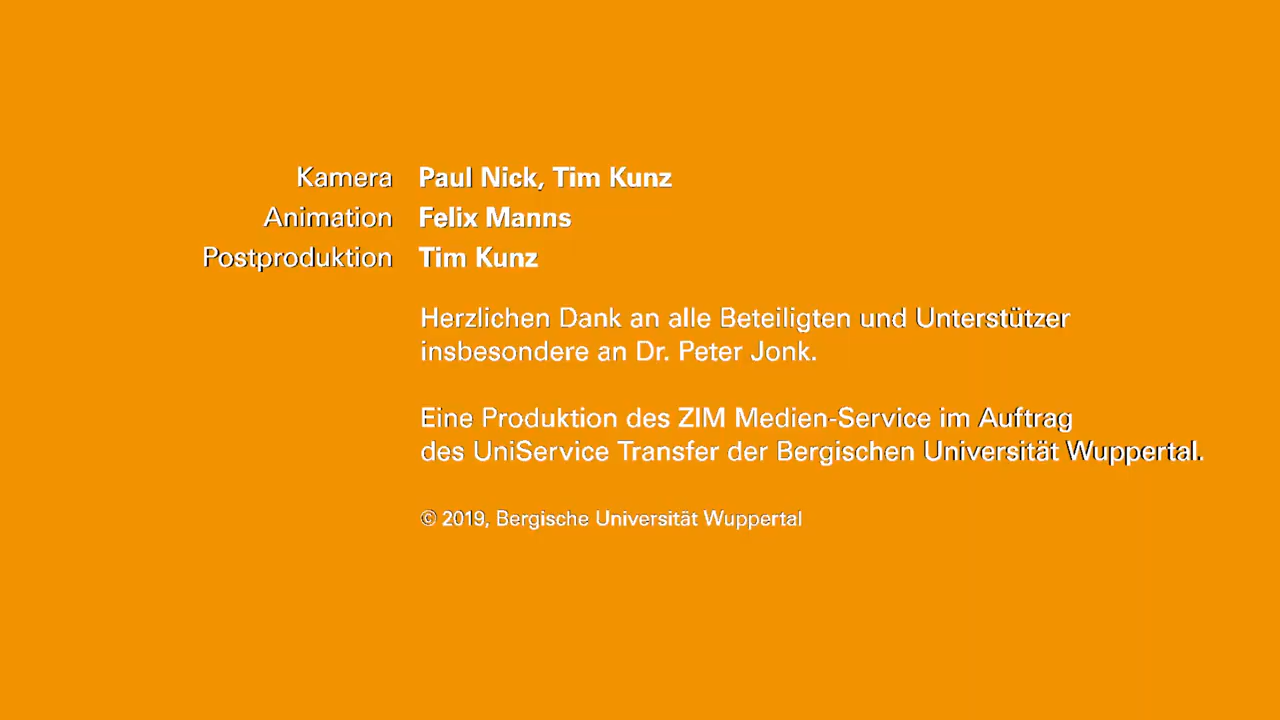 Kamera Paul Nick, Tim Kunz
Animation Felix Manns
Postproduktion Tim Kunz
Herzlichen Dank an alle Beteiligten und Unterstützer
insbesondere an Dr. Peter Jonk.
Eine Produktion des ZIM Medien-Service im Auftrag
des UniService Transfer der Bergischen Universität Wuppertal.
© 2019, Bergische Universität Wuppertal